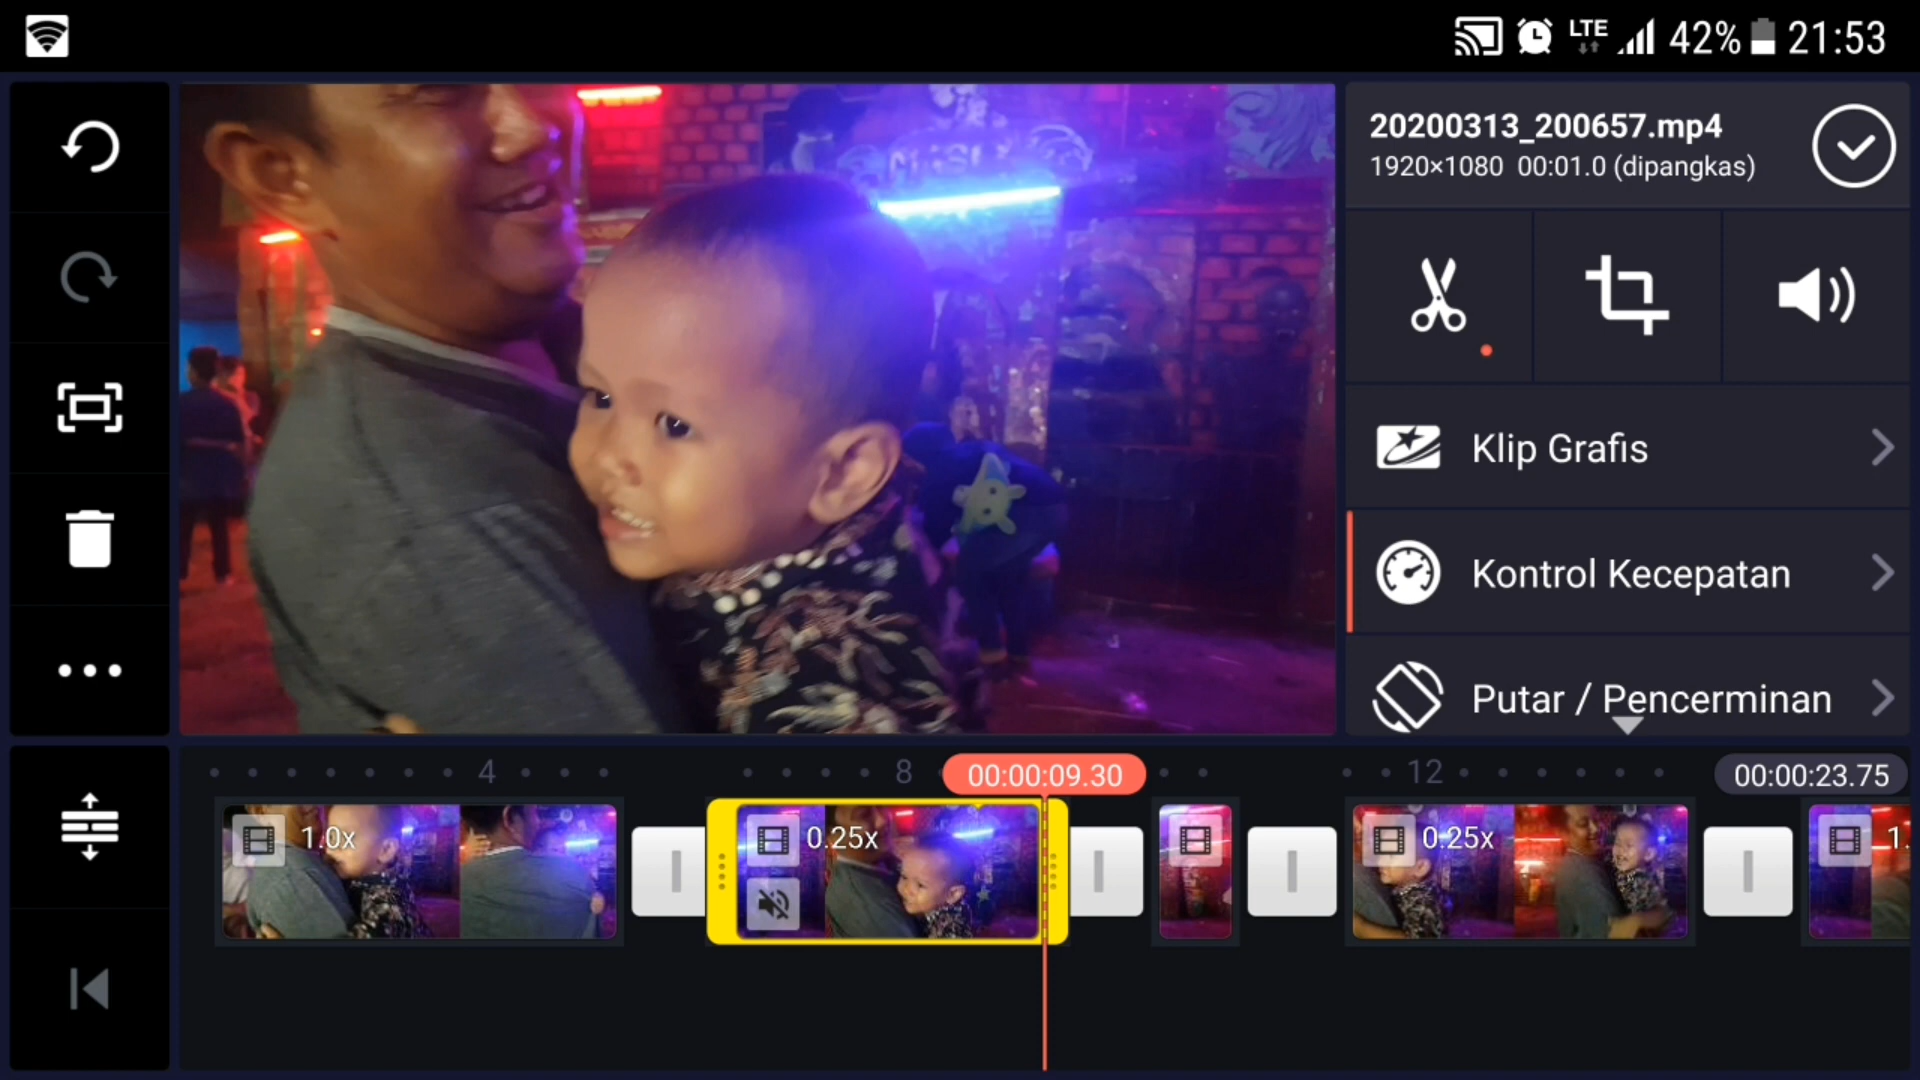 LTE 42% 21:53
20200313_200657.mp4
1920×1080 00:01.0 (dipangkas)
Klip Grafis
Kontrol Kecepatan
Putar / Pencerminan
4 8 00:00:09.30 12 00:00:23.75
1.0x 0.25x 0.25x 1.